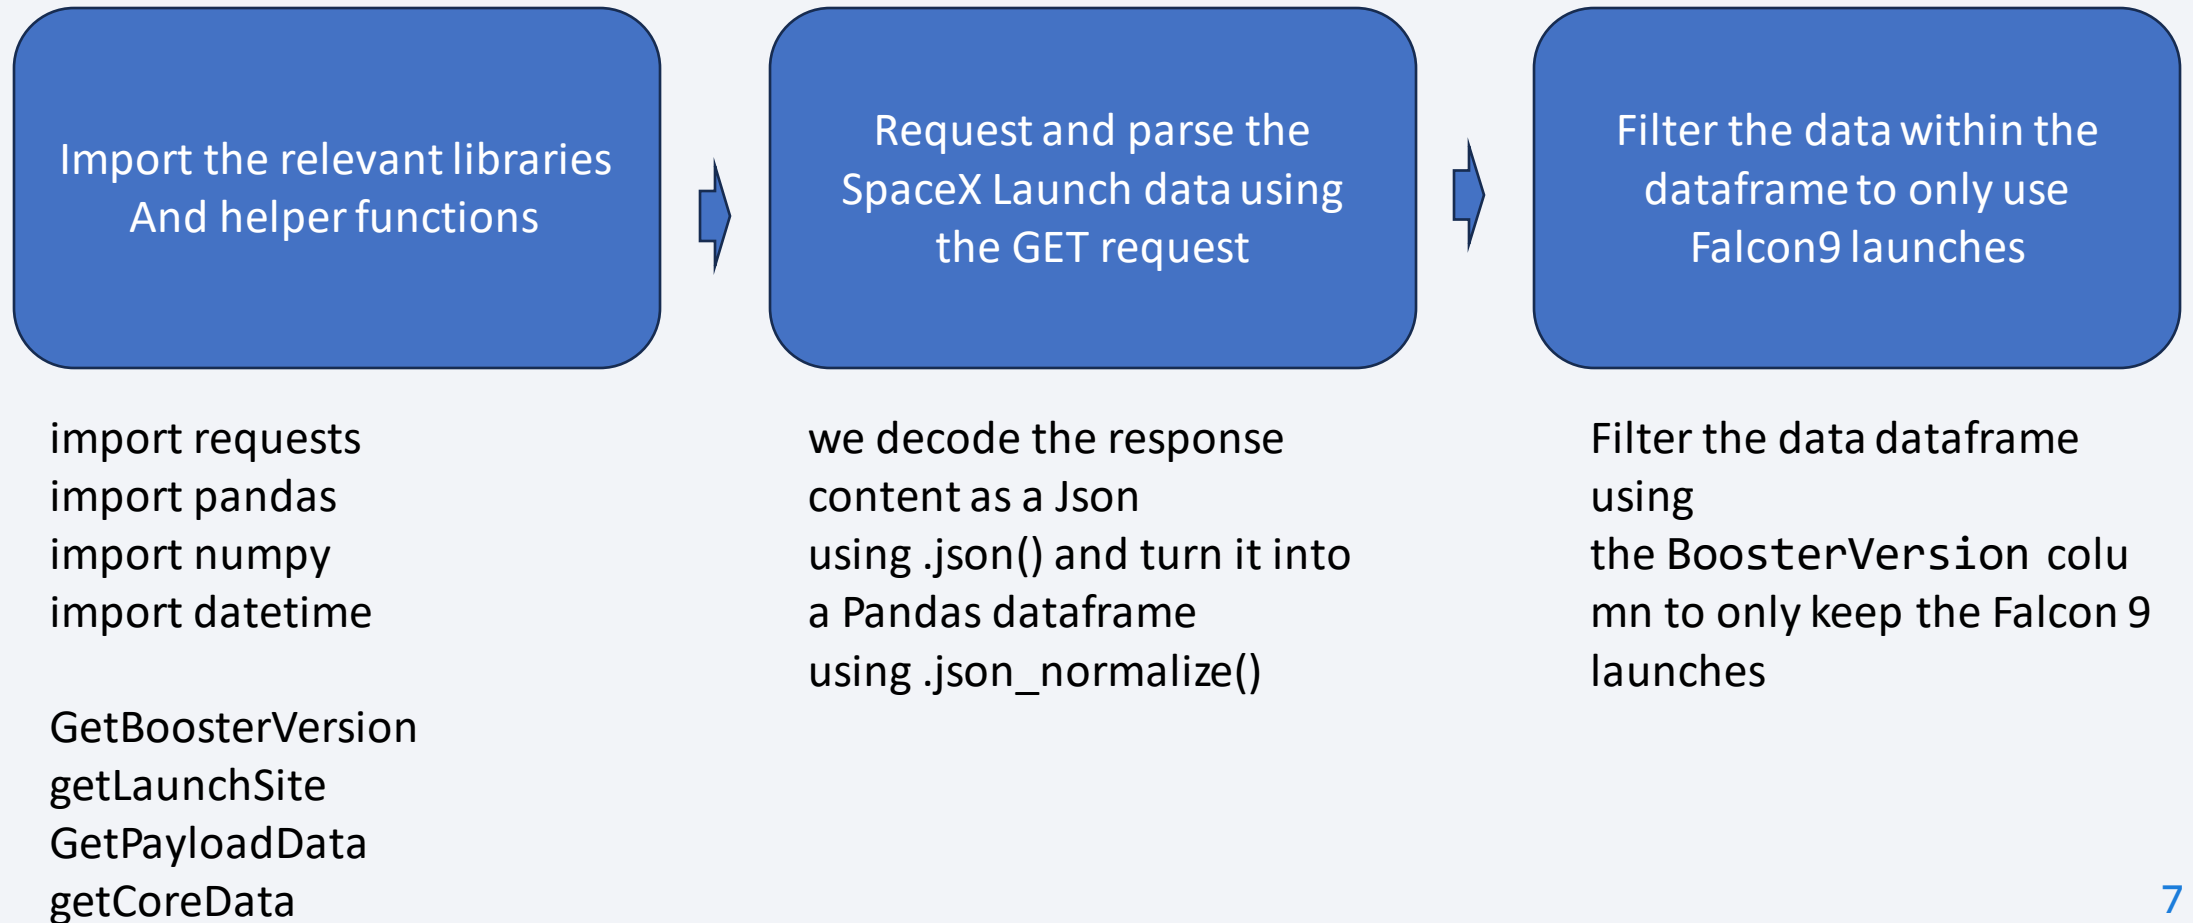 Import the relevant libraries
And helper functions
Request and parse the
SpaceX Launch data using
the GET request
Filter the data within the
dataframe to only use
Falcon9 launches
import requests
import pandas
import numpy
import datetime
GetBoosterVersion
getLaunchSite
GetPayloadData
getCoreData
we decode the response
content as a Json
using .json() and turn it into
a Pandas dataframe
using .json_normalize()
Filter the data dataframe
using
the BoosterVersion colu
mn to only keep the Falcon 9
launches
7